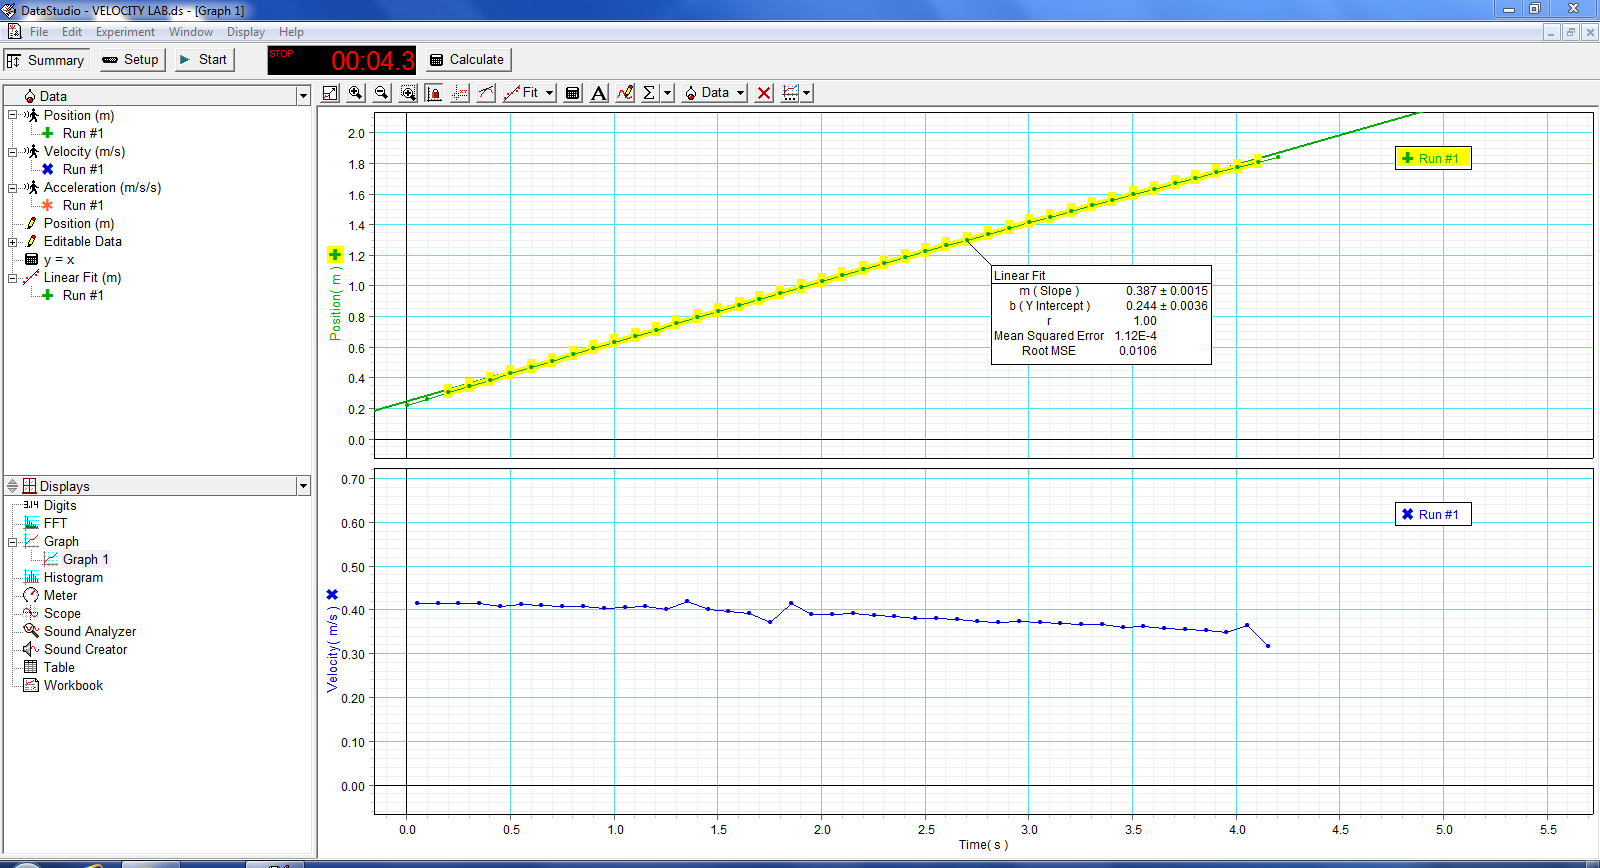 DataStudio - VELOCITY LAB.ds - [Graph 1]
File Edit Experiment Window Display Help
Summary Setup Start STOP 00:04.3 Calculate
Data
Position (m)
Run #1
Velocity (m/s)
Run #1
Acceleration (m/s/s)
Run #1
Position (m)
Editable Data
y = x
Linear Fit (m)
Run #1
Displays
3.14 Digits
FFT
Graph
Graph 1
Histogram
Meter
Scope
Sound Analyzer
Sound Creator
Table
Workbook
Fit A Σ Data
Position( m )
2.0
1.8
1.6
1.4
1.2
1.0
0.8
0.6
0.4
0.2
0.0
Run #1
Linear Fit
m ( Slope ) 0.387 ± 0.0015
b ( Y Intercept ) 0.244 ± 0.0036
r 1.00
Mean Squared Error 1.12E-4
Root MSE 0.0106
Velocity( m/s )
0.70
0.60
0.50
0.40
0.30
0.20
0.10
0.00
Run #1
0.0 0.5 1.0 1.5 2.0 2.5 3.0 3.5 4.0 4.5 5.0 5.5
Time( s )